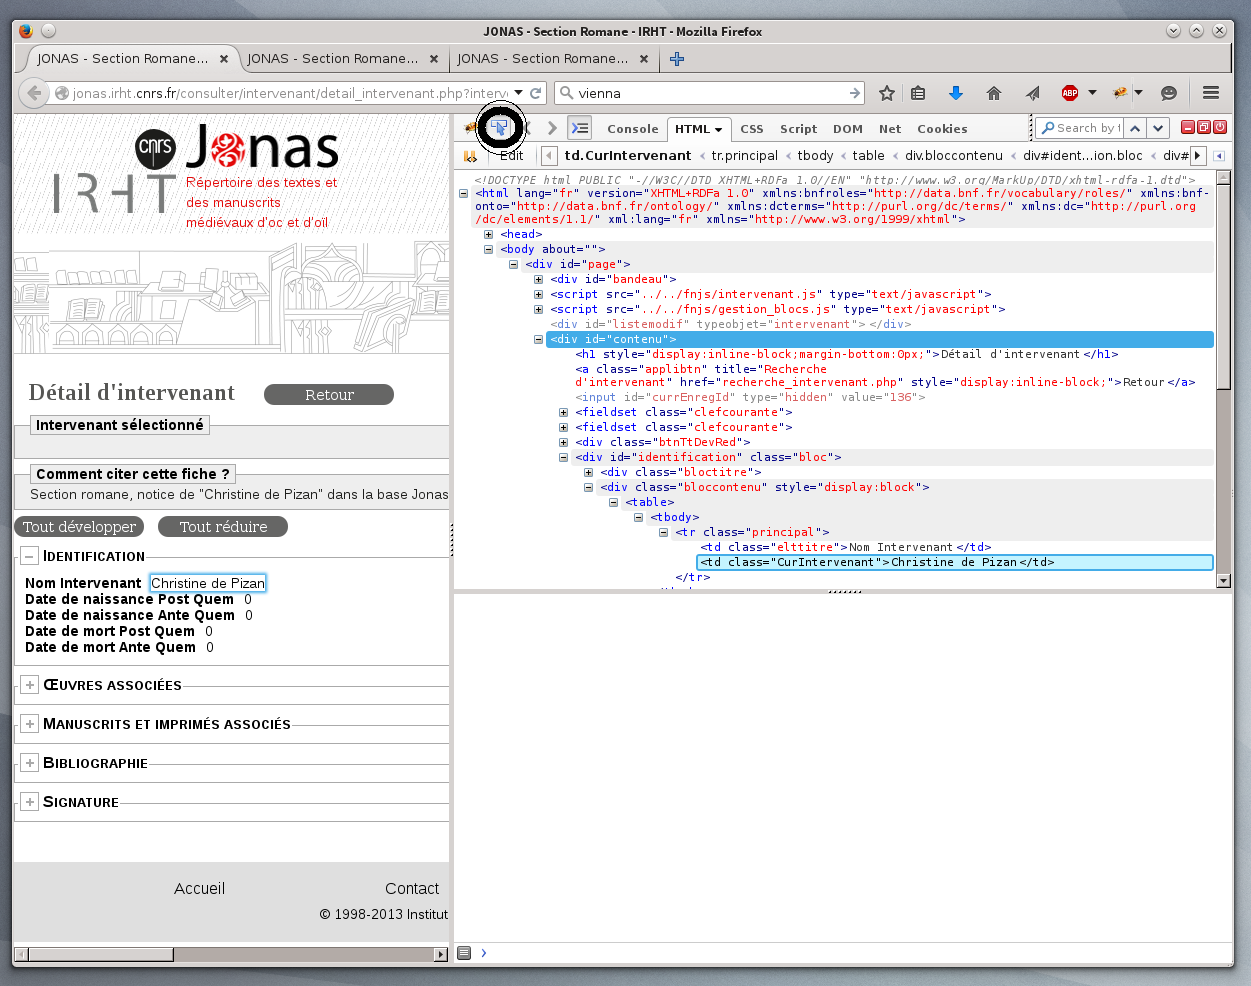 JONAS - Section Romane - IRHT - Mozilla Firefox
JONAS - Section Romane... × JONAS - Section Romane... × JONAS - Section Romane... ×
jonas.irht.cnrs.fr/consulter/intervenant/detail_intervenant.php?interv
vienna
ABP
cnrs Jonas
IRHT
Répertoire des textes et
des manuscrits
médiévaux d'oc et d'oïl
Détail d'intervenant
Retour
Intervenant sélectionné
Comment citer cette fiche ?
Section romane, notice de "Christine de Pizan" dans la base Jonas
Tout développer
Tout réduire
Identification
Nom Intervenant Christine de Pizan
Date de naissance Post Quem 0
Date de naissance Ante Quem 0
Date de mort Post Quem 0
Date de mort Ante Quem 0
Œuvres associées
Manuscrits et imprimés associés
Bibliographie
Signature
Accueil
Contact
© 1998-2013 Institut
Console HTML CSS Script DOM Net Cookies
Search by t
Edit td.CurIntervenant < tr.principal < tbody < table < div.bloccontenu < div#ident...ion.bloc < div#
<!DOCTYPE html PUBLIC "-//W3C//DTD XHTML+RDFa 1.0//EN" "http://www.w3.org/MarkUp/DTD/xhtml-rdfa-1.dtd">
<html lang="fr" version="XHTML+RDFa 1.0" xmlns:bnfroles="http://data.bnf.fr/vocabulary/roles/" xmlns:bnf-
onto="http://data.bnf.fr/ontology/" xmlns:dcterms="http://purl.org/dc/terms/" xmlns:dc="http://purl.org
/dc/elements/1.1/" xml:lang="fr" xmlns="http://www.w3.org/1999/xhtml">
<head>
<body about="">
<div id="page">
<div id="bandeau">
<script src="../../fnjs/intervenant.js" type="text/javascript">
<script src="../../fnjs/gestion_blocs.js" type="text/javascript">
<div id="listemodif" typeobjet="intervenant"></div>
<div id="contenu">
<h1 style="display:inline-block;margin-bottom:0px;">Détail d'intervenant</h1>
<a class="applibtn" title="Recherche
d'intervenant" href="recherche_intervenant.php" style="display:inline-block;">Retour</a>
<input id="currEnregId" type="hidden" value="136">
<fieldset class="clefcourante">
<fieldset class="clefcourante">
<div class="btnTtDevRed">
<div id="identification" class="bloc">
<div class="bloctitre">
<div class="bloccontenu" style="display:block">
<table>
<tbody>
<tr class="principal">
<td class="elttitre">Nom Intervenant</td>
<td class="CurIntervenant">Christine de Pizan</td>
</tr>